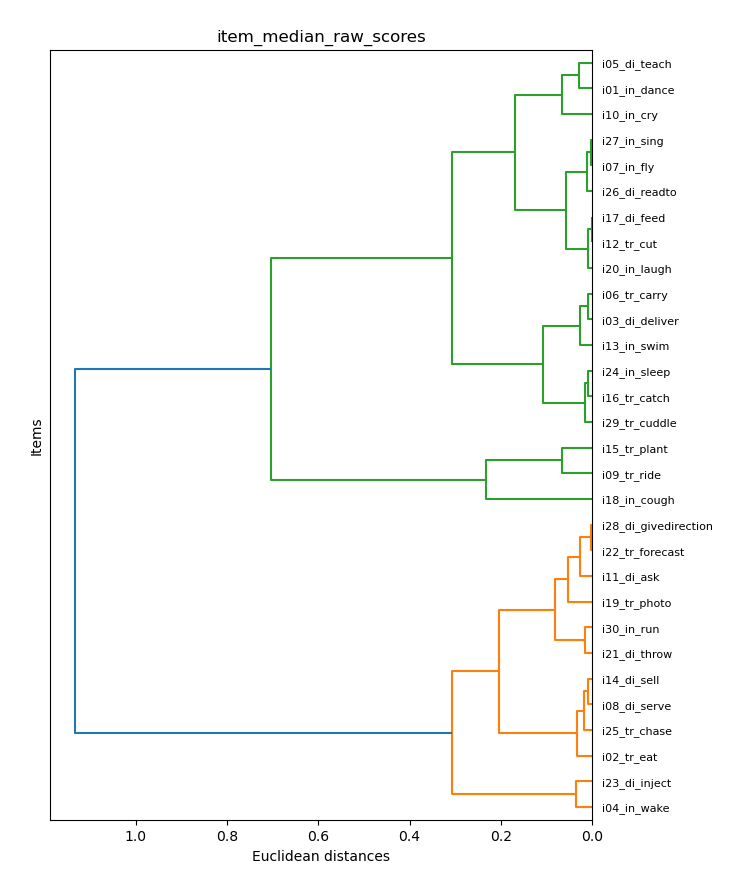 item_median_raw_scores
i05_di_teach
i01_in_dance
i10_in_cry
i27_in_sing
i07_in_fly
i26_di_readto
i17_di_feed
i12_tr_cut
i20_in_laugh
i06_tr_carry
i03_di_deliver
i13_in_swim
i24_in_sleep
i16_tr_catch
i29_tr_cuddle
i15_tr_plant
i09_tr_ride
i18_in_cough
i28_di_givedirection
i22_tr_forecast
i11_di_ask
i19_tr_photo
i30_in_run
i21_di_throw
i14_di_sell
i08_di_serve
i25_tr_chase
i02_tr_eat
i23_di_inject
i04_in_wake
Items
1.0 0.8 0.6 0.4 0.2 0.0
Euclidean distances